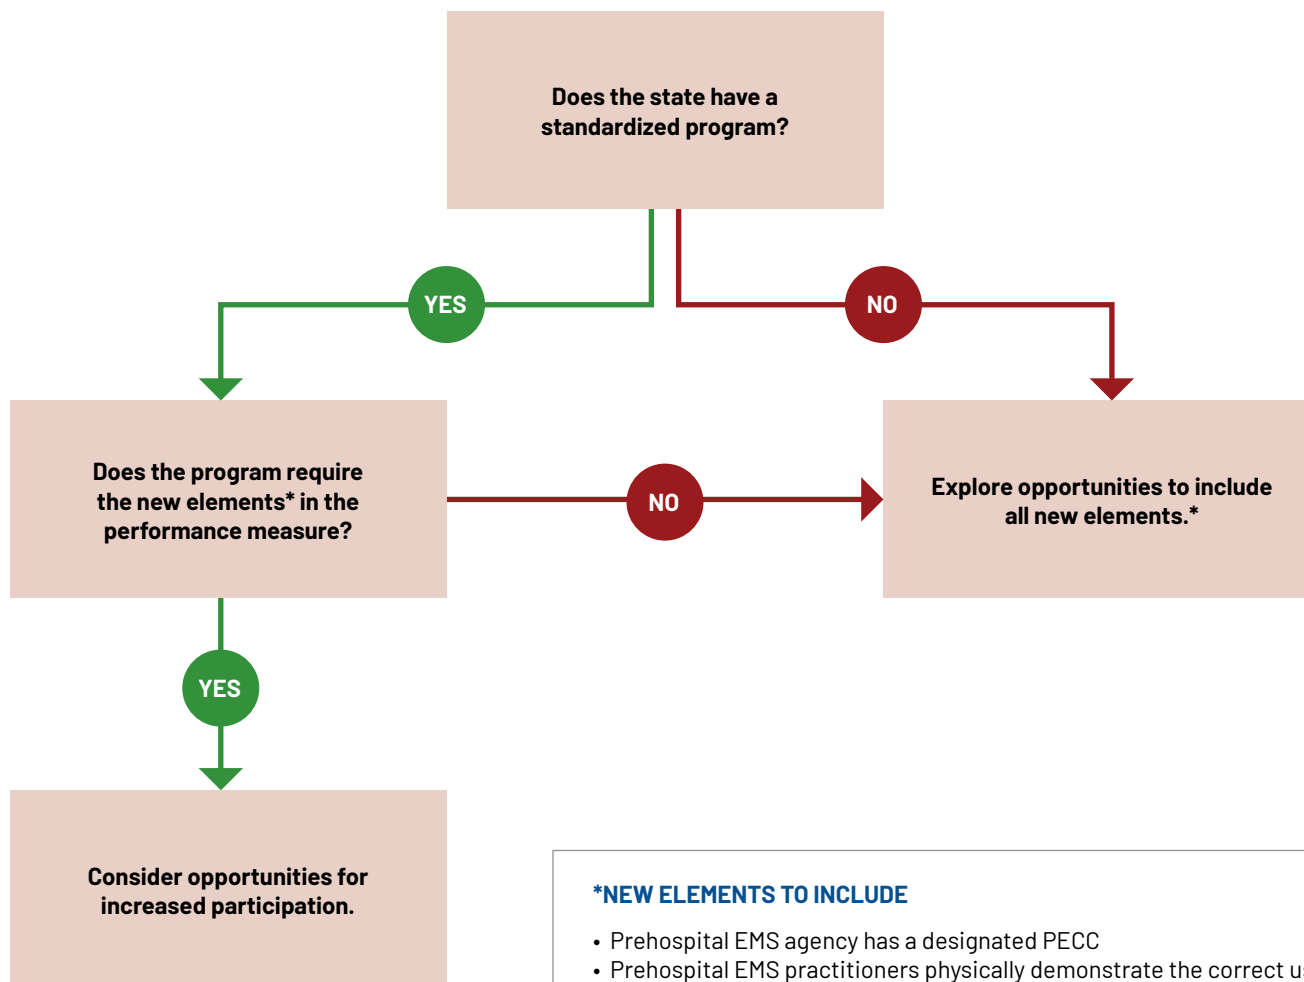 Does the state have a
standardized program?
YES
NO
Does the program require
the new elements* in the
performance measure?
NO
Explore opportunities to include
all new elements.*
YES
Consider opportunities for
increased participation.
*NEW ELEMENTS TO INCLUDE
• Prehospital EMS agency has a designated PECC
• Prehospital EMS practitioners physically demonstrate the correct